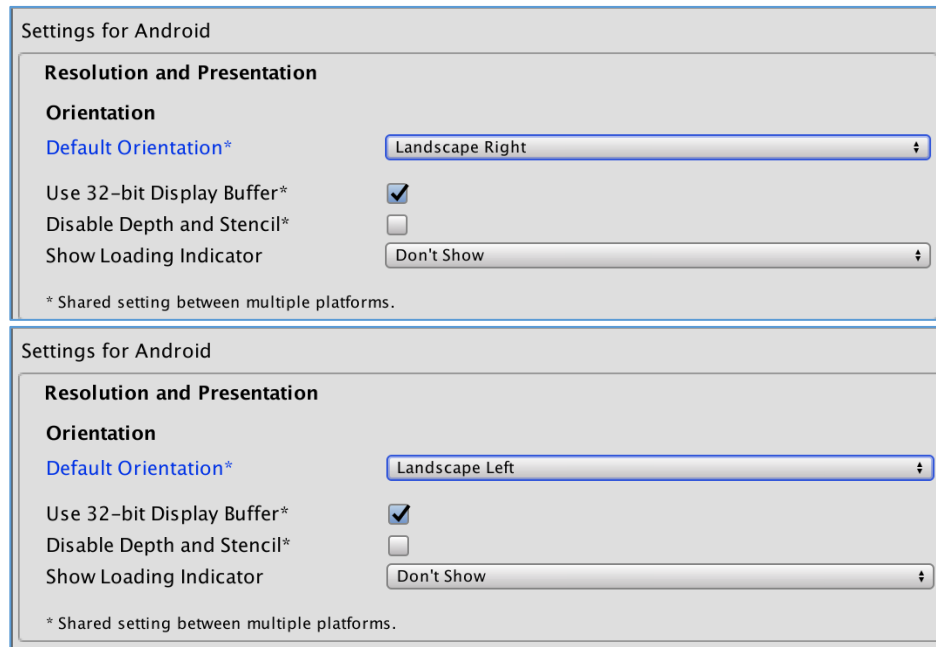 Settings for Android
Resolution and Presentation
Orientation
Default Orientation* Landscape Right
Use 32-bit Display Buffer*
Disable Depth and Stencil*
Show Loading Indicator Don't Show
* Shared setting between multiple platforms.
Settings for Android
Resolution and Presentation
Orientation
Default Orientation* Landscape Left
Use 32-bit Display Buffer*
Disable Depth and Stencil*
Show Loading Indicator Don't Show
* Shared setting between multiple platforms.